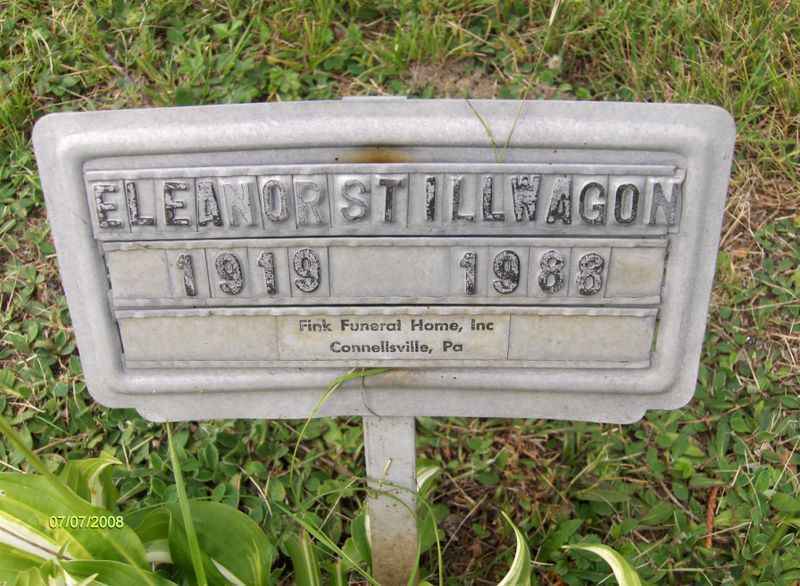 ELEANOR STILLWAGON
1919 1988
Fink Funeral Home, Inc
Connellsville, Pa
07/07/2008